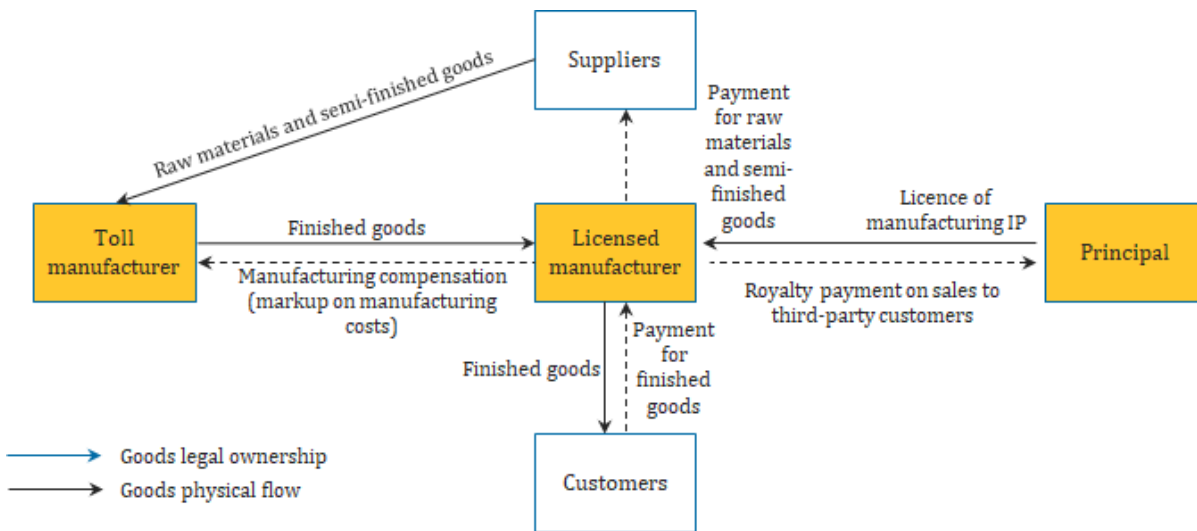 Suppliers
Raw materials and semi-finished goods
Payment
for raw
materials
and semi-
finished
goods
Licence of
manufacturing IP
Toll
manufacturer
Finished goods
Licensed
manufacturer
Principal
Manufacturing compensation
(markup on manufacturing
costs)
Royalty payment on sales to
third-party customers
Finished goods
Payment
for
finished
goods
Goods legal ownership
Goods physical flow
Customers